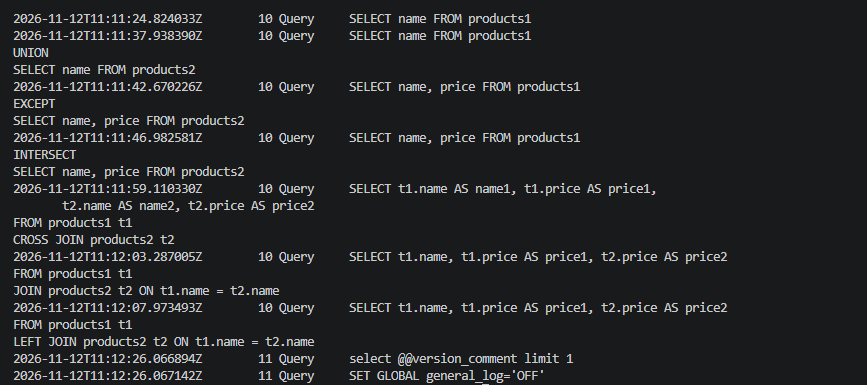 2026-11-12T11:11:24.824033Z        10 Query     SELECT name FROM products1
2026-11-12T11:11:37.938390Z        10 Query     SELECT name FROM products1
UNION
SELECT name FROM products2
2026-11-12T11:11:42.670226Z        10 Query     SELECT name, price FROM products1
EXCEPT
SELECT name, price FROM products2
2026-11-12T11:11:46.982581Z        10 Query     SELECT name, price FROM products1
INTERSECT
SELECT name, price FROM products2
2026-11-12T11:11:59.110330Z        10 Query     SELECT t1.name AS name1, t1.price AS price1,
       t2.name AS name2, t2.price AS price2
FROM products1 t1
CROSS JOIN products2 t2
2026-11-12T11:12:03.287005Z        10 Query     SELECT t1.name, t1.price AS price1, t2.price AS price2
FROM products1 t1
JOIN products2 t2 ON t1.name = t2.name
2026-11-12T11:12:07.973493Z        10 Query     SELECT t1.name, t1.price AS price1, t2.price AS price2
FROM products1 t1
LEFT JOIN products2 t2 ON t1.name = t2.name
2026-11-12T11:12:26.066894Z        11 Query     select @@version_comment limit 1
2026-11-12T11:12:26.067142Z        11 Query     SET GLOBAL general_log='OFF'